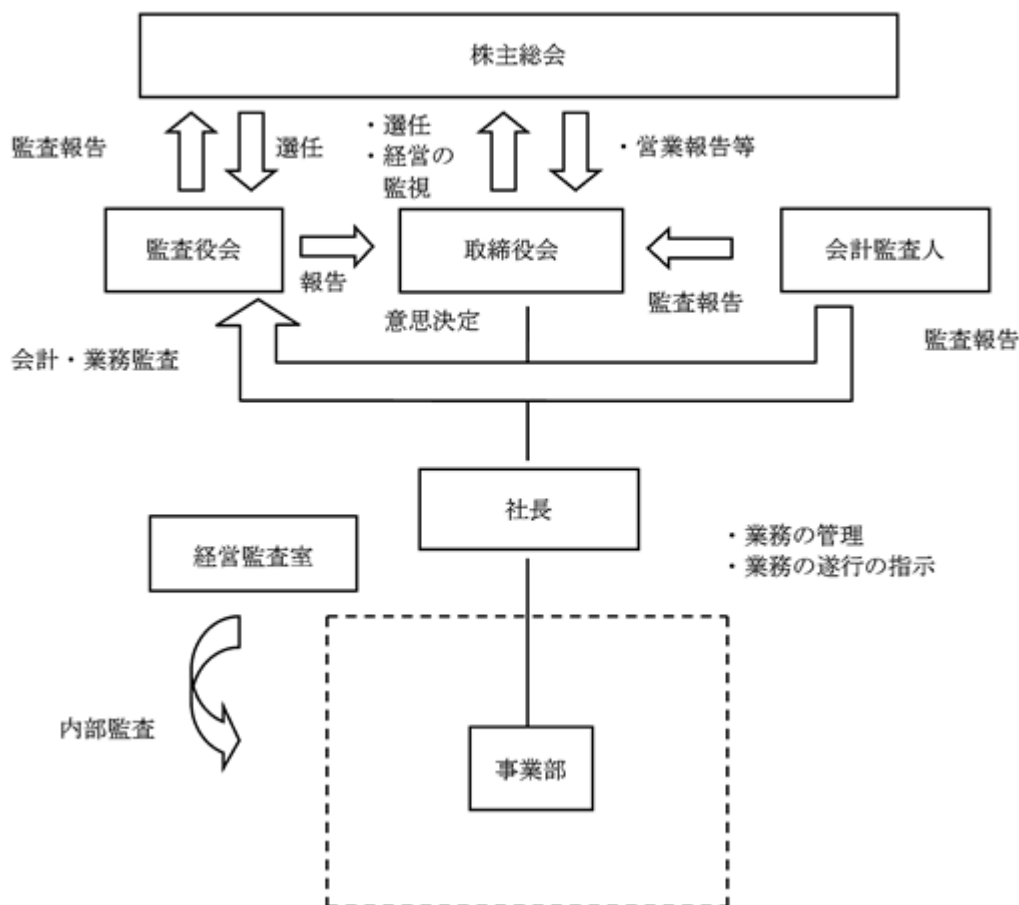 株主総会
監査報告
選任
・選任
・経営の
監視
・営業報告等
監査役会
報告
取締役会
監査報告
会計監査人
意思決定
会計・業務監査
監査報告
社長
経営監査室
・業務の管理
・業務の遂行の指示
内部監査
事業部